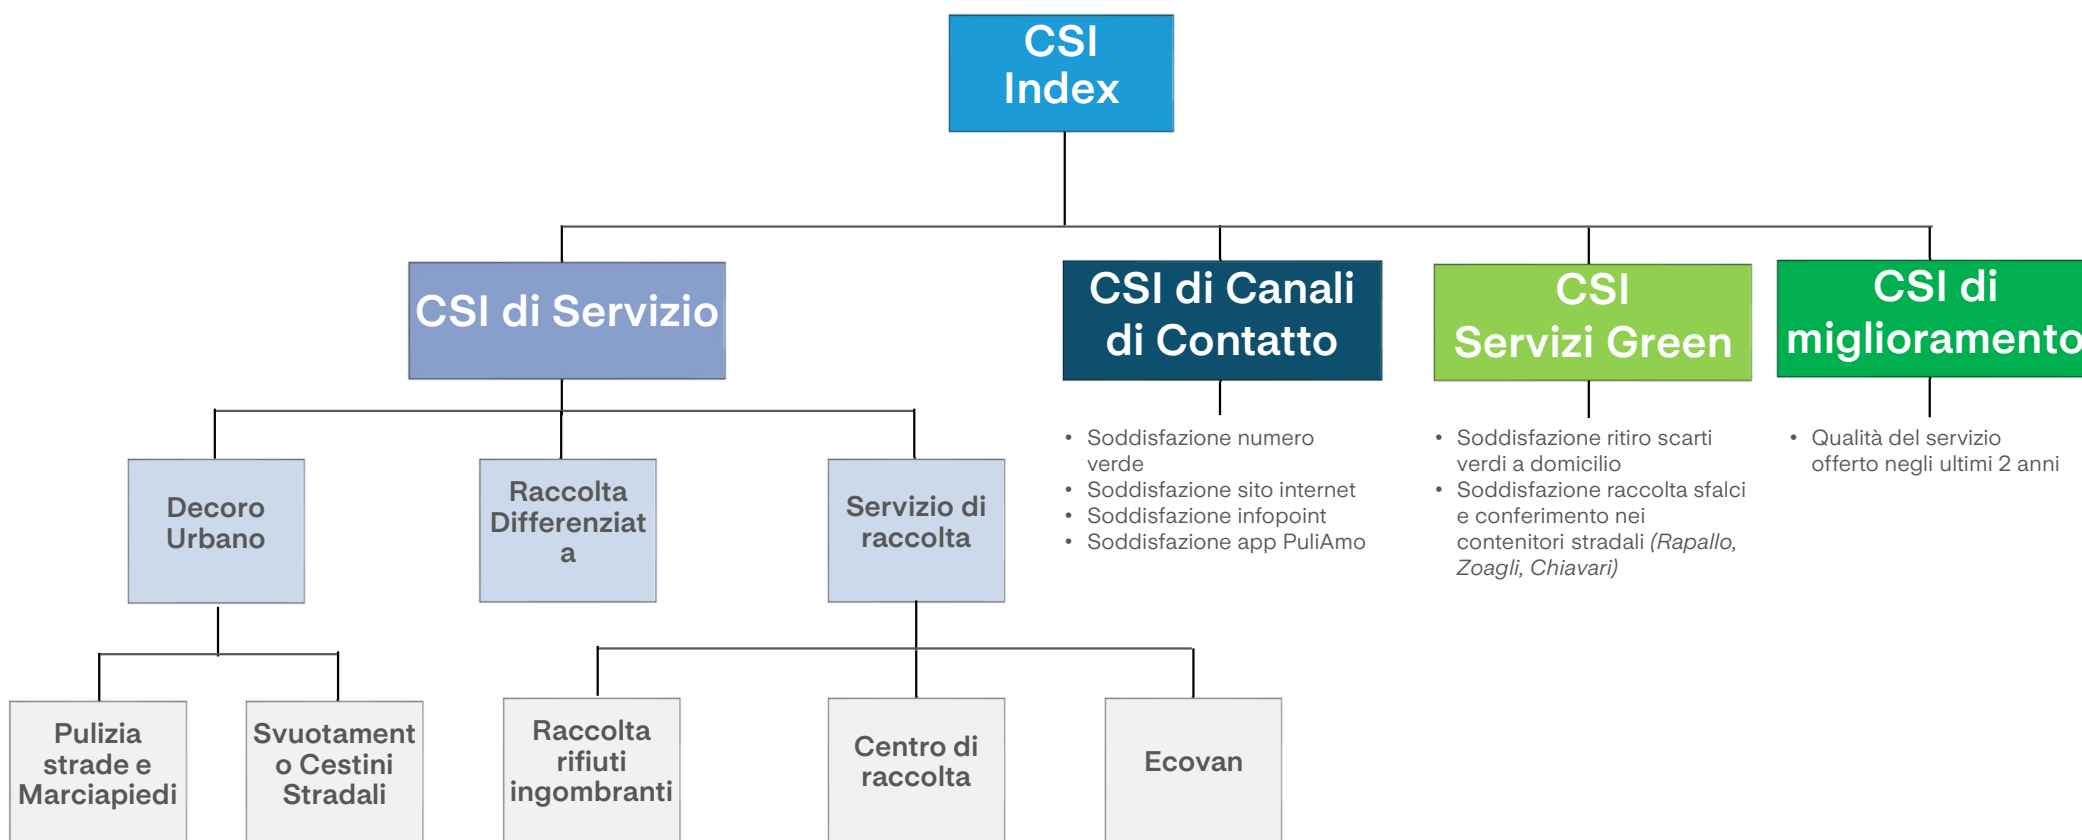 CSI
Index
CSI di Servizio
CSI di Canali
di Contatto
CSI
Servizi Green
CSI di
miglioramento
• Soddisfazione numero
verde
• Soddisfazione sito internet
• Soddisfazione infopoint
• Soddisfazione app PuliAmo
• Soddisfazione ritiro scarti
verdi a domicilio
• Soddisfazione raccolta sfalci
e conferimento nei
contenitori stradali (Rapallo,
Zoagli, Chiavari)
• Qualità del servizio
offerto negli ultimi 2 anni
Decoro
Urbano
Raccolta
Differenziat
a
Servizio di
raccolta
Pulizia
strade e
Marciapiedi
Svuotament
o Cestini
Stradali
Raccolta
rifiuti
ingombranti
Centro di
raccolta
Ecovan